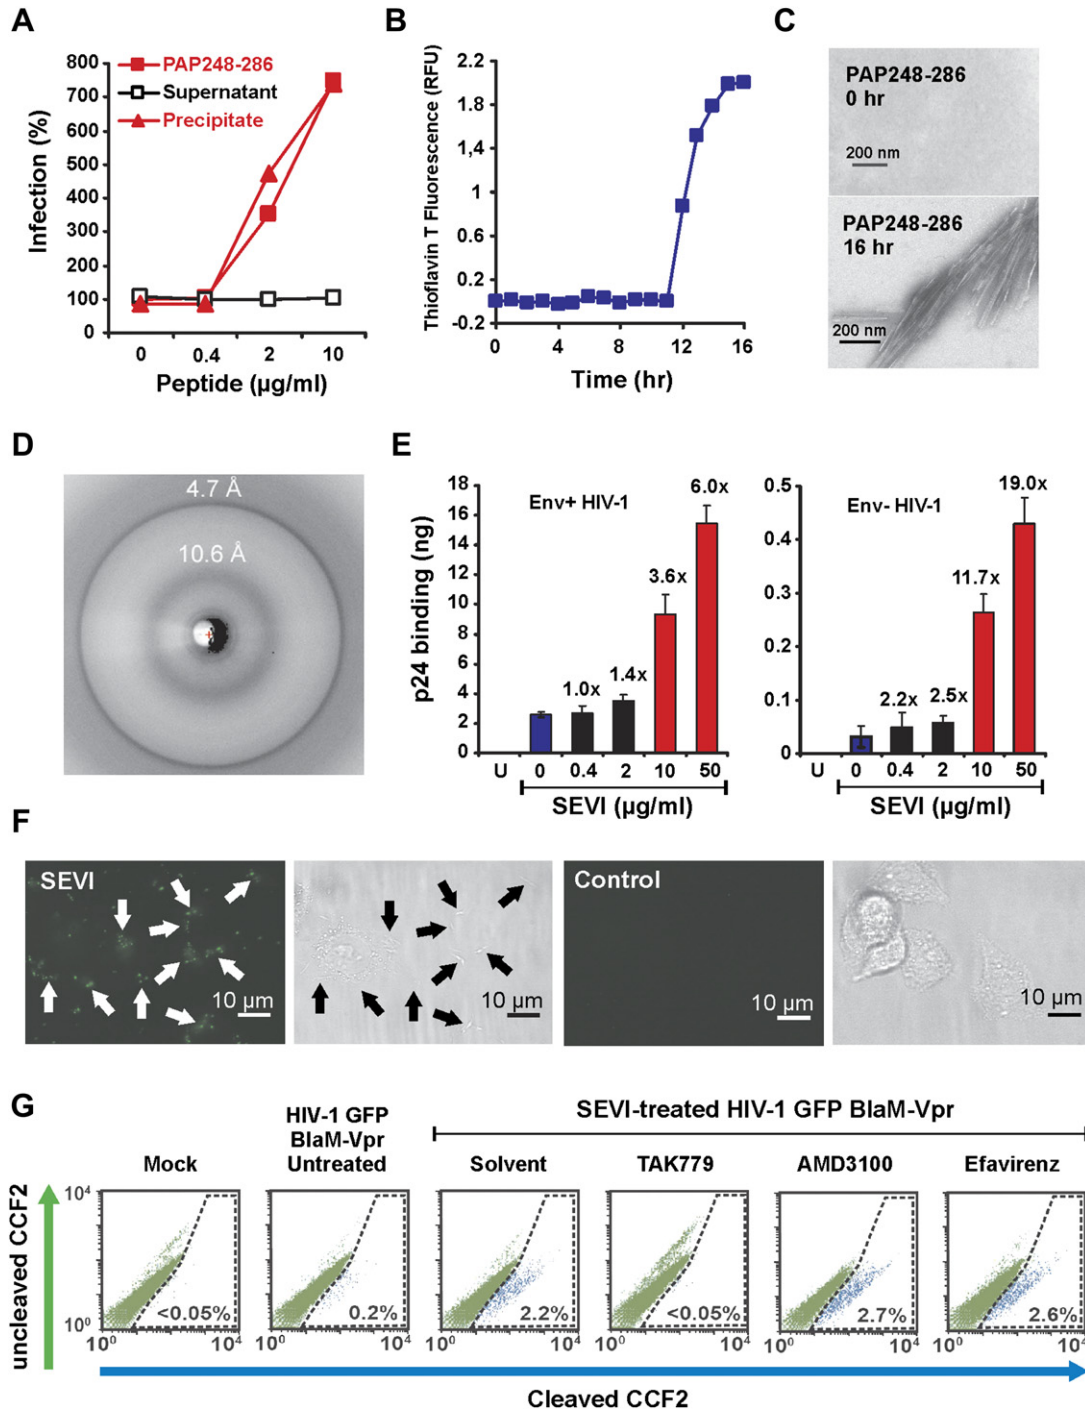 A
Infection (%)
800
700
600
500
400
300
200
100
0
PAP248-286
Supernatant
Precipitate
0 0.4 2 10
Peptide (µg/ml)
B
Thioflavin T Fluorescence (RFU)
2.2
1.8
1,4
1
0.6
0.2
-0.2
0 4 8 12 16
Time (hr)
C
PAP248-286
0 hr
200 nm
PAP248-286
16 hr
200 nm
D
4.7 Å
10.6 Å
E
p24 binding (ng)
18
16
14
12
10
8
6
4
2
0
Env+ HIV-1
1.0x
1.4x
3.6x
6.0x
U 0 0.4 2 10 50
SEVI (µg/ml)
0.5
0.4
0.3
0.2
0.1
0
Env- HIV-1
2.2x
2.5x
11.7x
19.0x
U 0 0.4 2 10 50
SEVI (µg/ml)
F
SEVI
10 µm
10 µm
Control
10 µm
10 µm
G
SEVI-treated HIV-1 GFP BlaM-Vpr
Mock
HIV-1 GFP
BlaM-Vpr
Untreated
Solvent
TAK779
AMD3100
Efavirenz
uncleaved CCF2
10⁴
10⁰
<0.05%
0.2%
2.2%
<0.05%
2.7%
2.6%
10⁰ 10⁴
10⁰ 10⁴
10⁰ 10⁴
10⁰ 10⁴
10⁰ 10⁴
10⁰ 10⁴
Cleaved CCF2